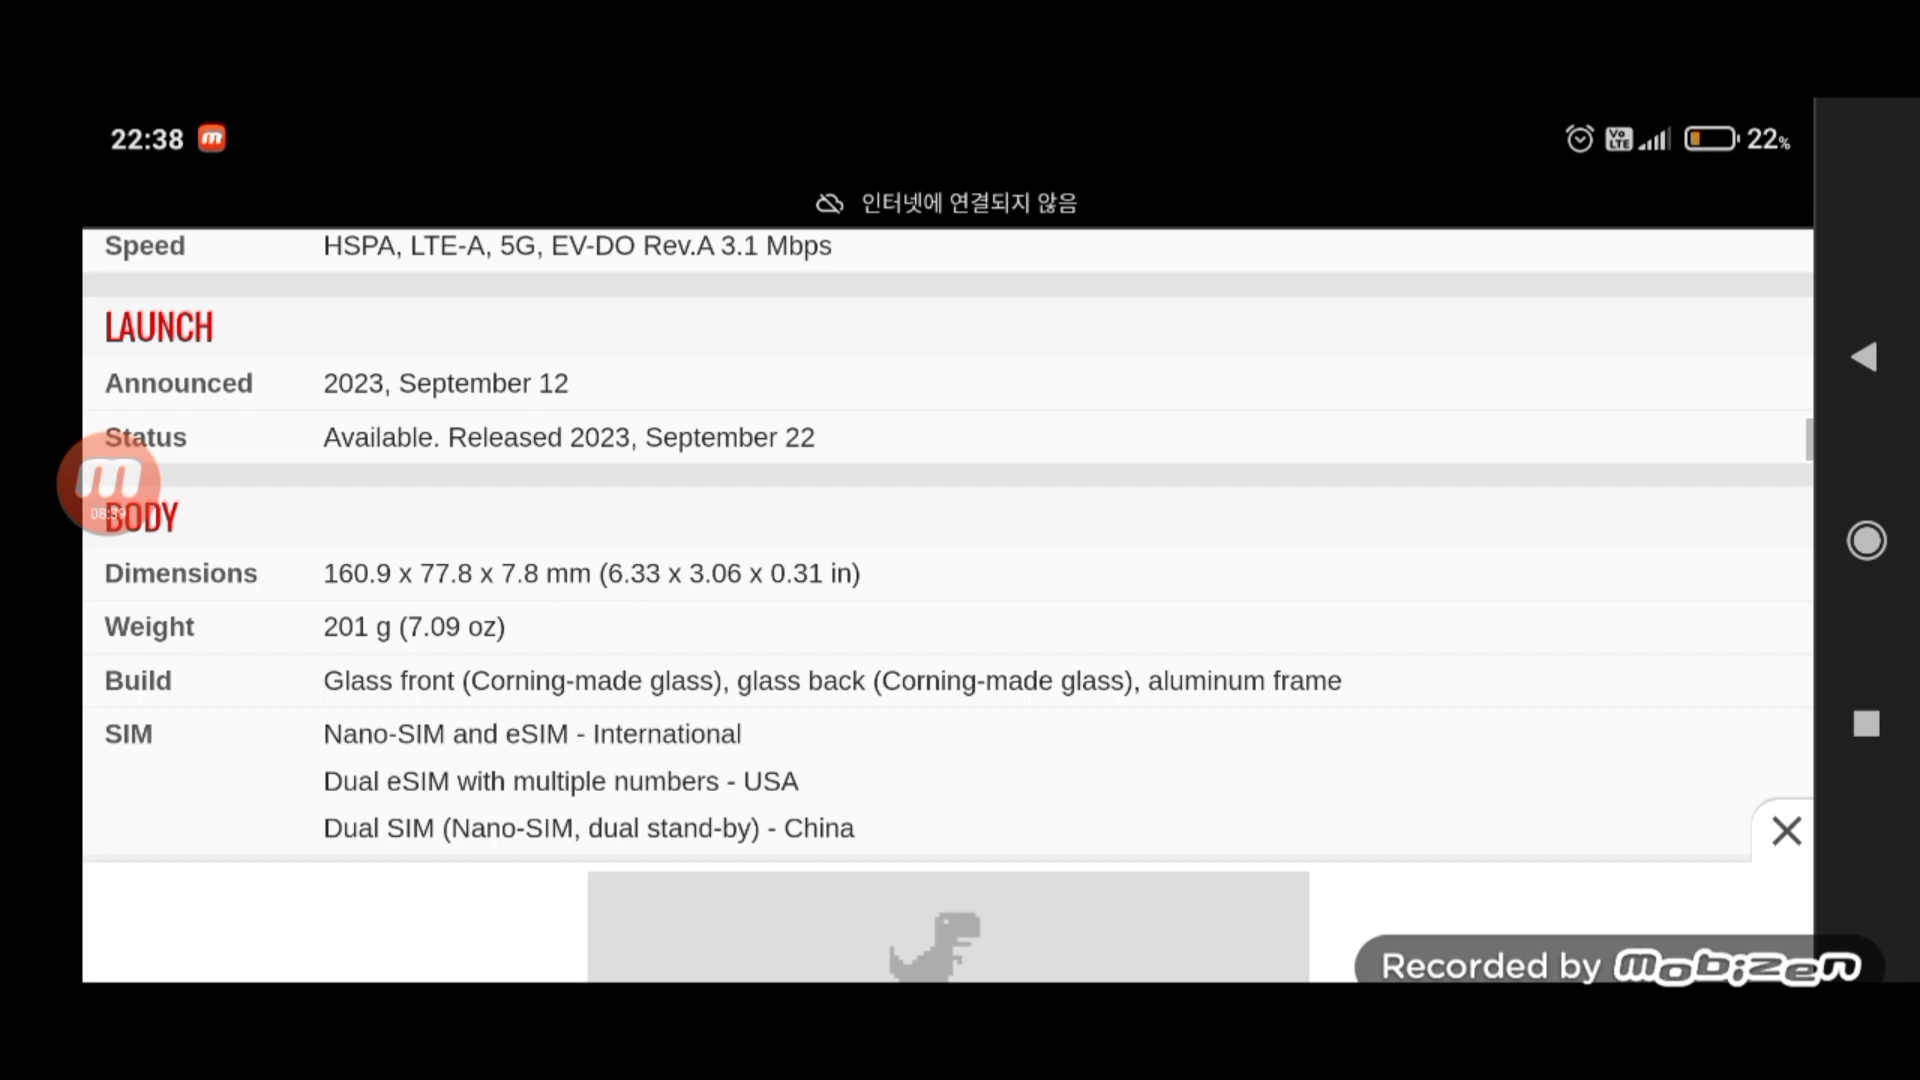 22:38 m Vo LTE 22%
인터넷에 연결되지 않음
Speed HSPA, LTE-A, 5G, EV-DO Rev.A 3.1 Mbps
LAUNCH
Announced 2023, September 12
Status Available. Released 2023, September 22
m
08:39
BODY
Dimensions 160.9 x 77.8 x 7.8 mm (6.33 x 3.06 x 0.31 in)
Weight 201 g (7.09 oz)
Build Glass front (Corning-made glass), glass back (Corning-made glass), aluminum frame
SIM Nano-SIM and eSIM - International
Dual eSIM with multiple numbers - USA
Dual SIM (Nano-SIM, dual stand-by) - China
Recorded by mobizen